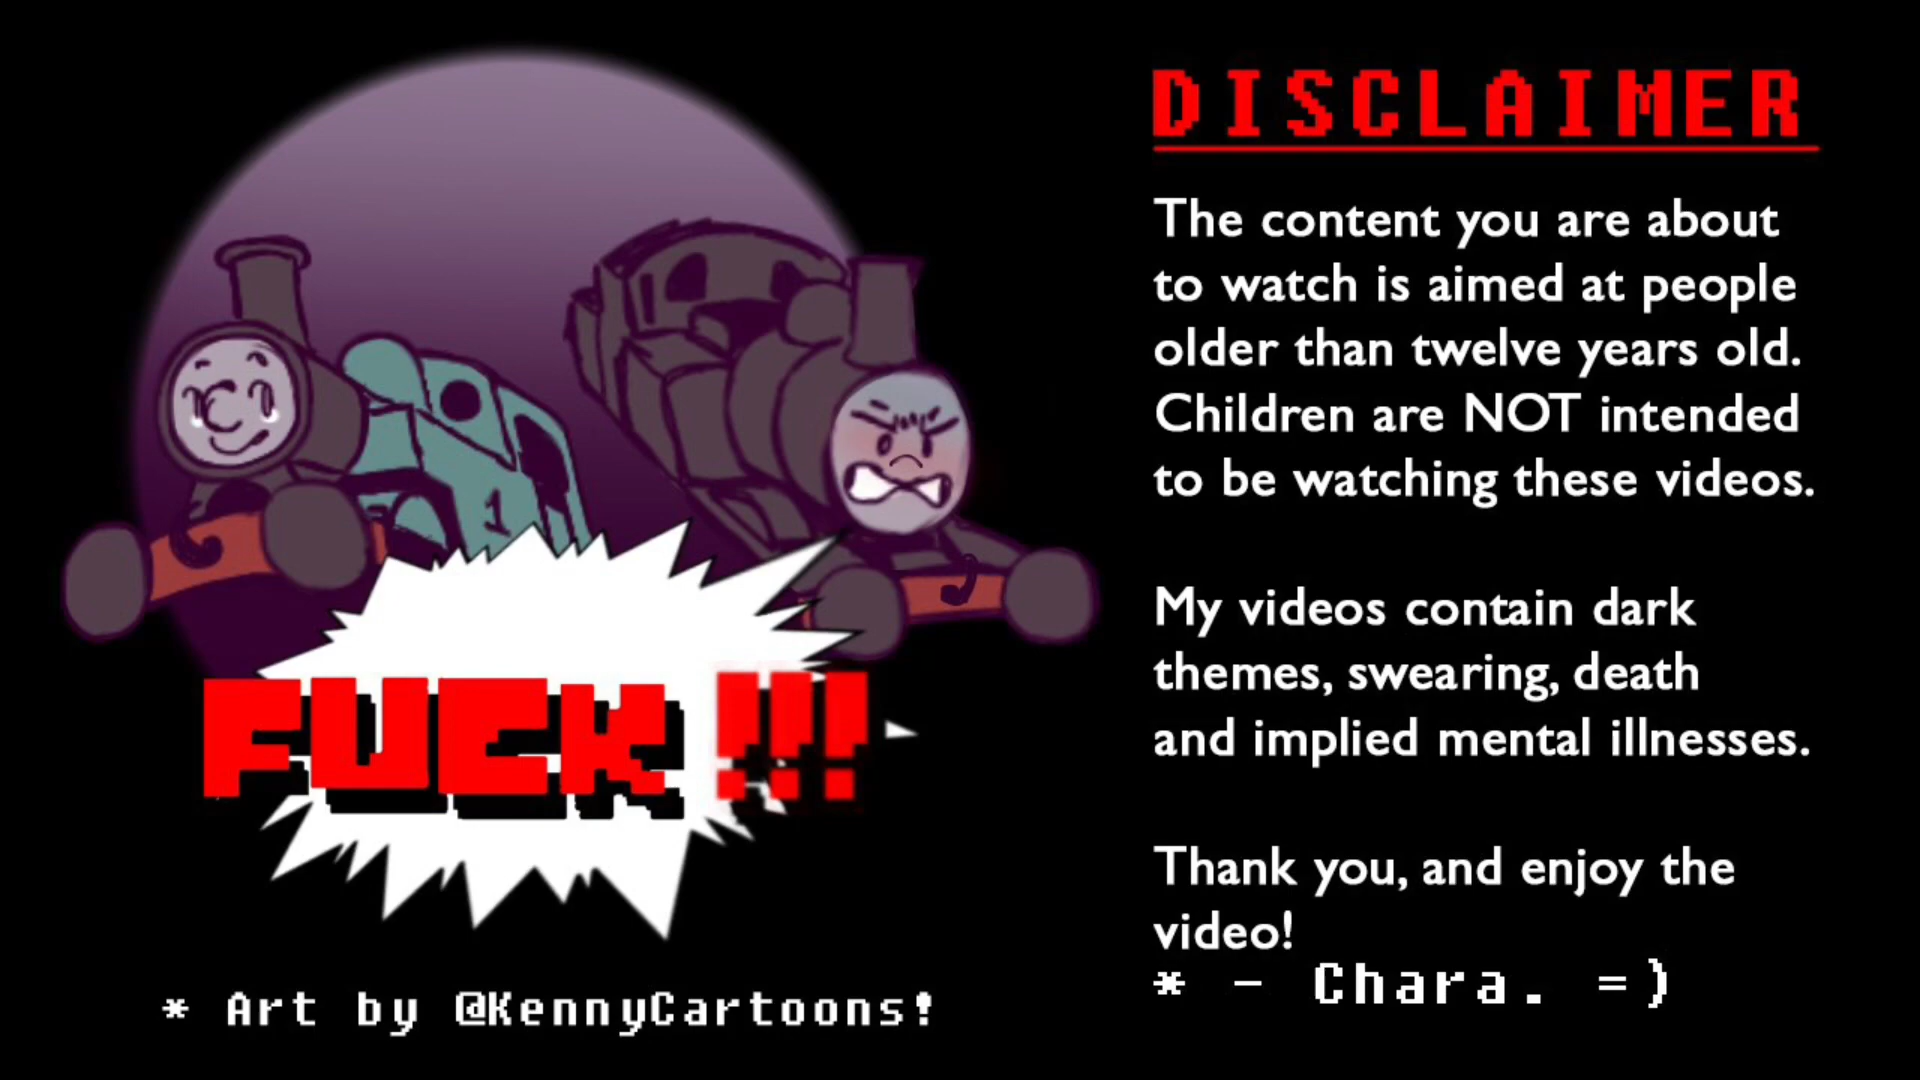 DISCLAIMER
The content you are about
to watch is aimed at people
older than twelve years old.
Children are NOT intended
to be watching these videos.
My videos contain dark
themes, swearing, death
and implied mental illnesses.
Thank you, and enjoy the
video!
* - Chara. =)
1
FUCK!!!
* Art by @KennyCartoons!